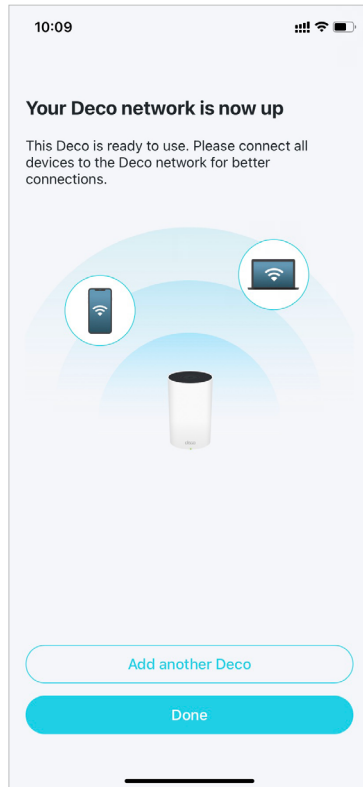 10:09
Your Deco network is now up
This Deco is ready to use. Please connect all
devices to the Deco network for better
connections.
deco
Add another Deco
Done